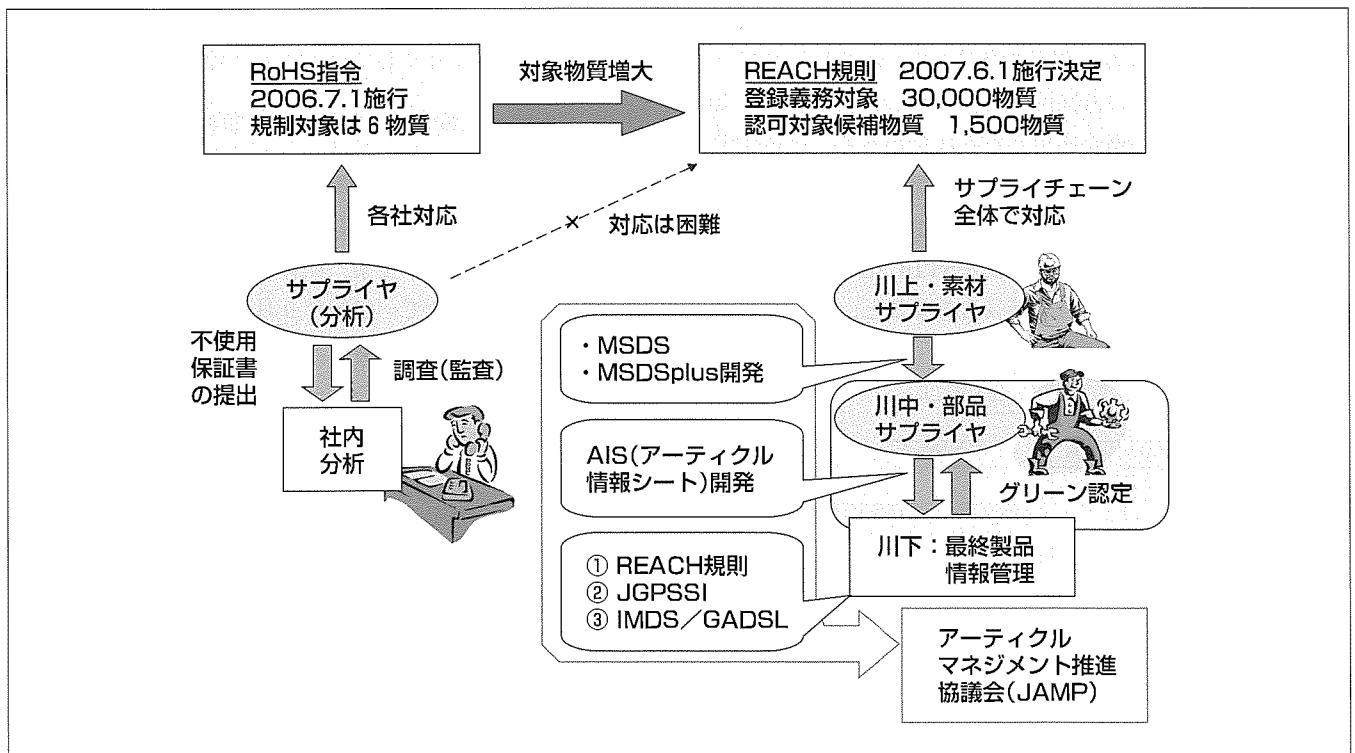 RoHS指令
2006.7.1施行
規制対象は6物質
対象物質増大
REACH規則 2007.6.1施行決定
登録義務対象 30,000物質
認可対象候補物質 1,500物質
各社対応
×
対応は困難
サプライチェーン
全体で対応
サプライヤ
(分析)
川上・素材
サプライヤ
不使用
保証書
の提出
調査(監査)
・MSDS
・MSDSplus開発
川中・部品
サプライヤ
社内
分析
AIS(アーティクル
情報シート)開発
グリーン認定
川下:最終製品
情報管理
① REACH規則
② JGPSSI
③ IMDS/GADSL
アーティクル
マネジメント推進
協議会(JAMP)